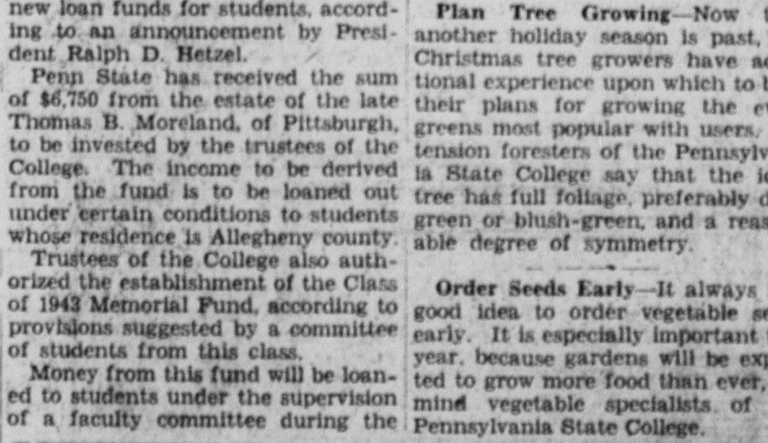 new loan funds for students, accord-
ing to an announcement by Presi-
dent Ralph D. Hetzel.
Penn State has received the sum
of $6,750 from the estate of the late
Thomas B. Moreland, of Pittsburgh,
to be invested by the trustees of the
College. The income to be derived
from the fund is to be loaned out
under certain conditions to students
whose residence is Allegheny county.
Trustees of the College also auth-
orized the establishment of the Class
of 1943 Memorial Fund, according to
provisions suggested by a committee
of students from this class.
Money from this fund will be loan-
ed to students under the supervision
of a faculty committee during the
Plan Tree Growing—Now
another holiday season is past,
Christmas tree growers have
tional experience upon which to
their plans for growing the
greens most popular with users.
tension foresters of the Pennsylv
ia State College say that the
tree has full foliage, preferably
green or blush-green, and a reas
able degree of symmetry.
Order Seeds Early—It always
good idea to order vegetable se
early. It is especially important
year, because gardens will be exp
ted to grow more food than ever,
mind vegetable specialists of
Pennsylvania State College.